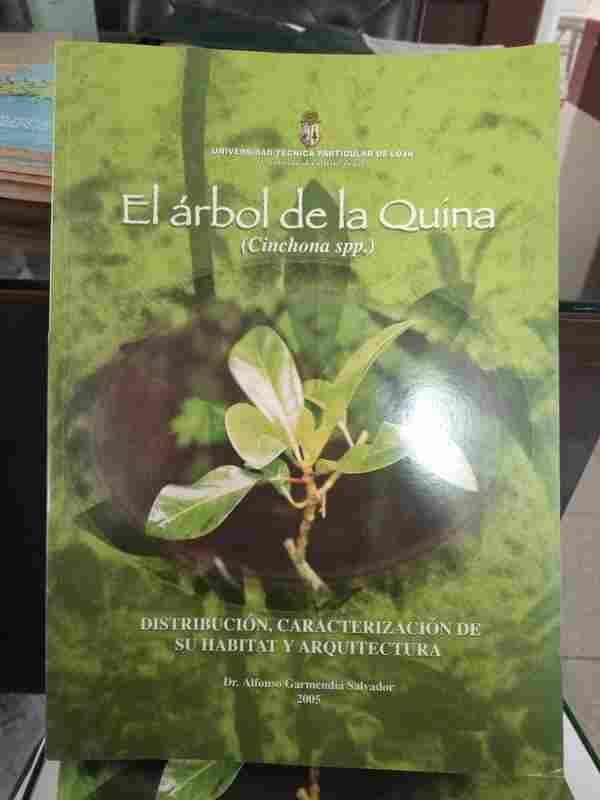 UNIVERSIDAD TÉCNICA PARTICULAR DE LOJA
El árbol de la Quina
(Cinchona spp.)
DISTRIBUCIÓN, CARACTERIZACIÓN DE
SU HABITAT Y ARQUITECTURA
Dr. Alfonso Garmendia Salvador
2005